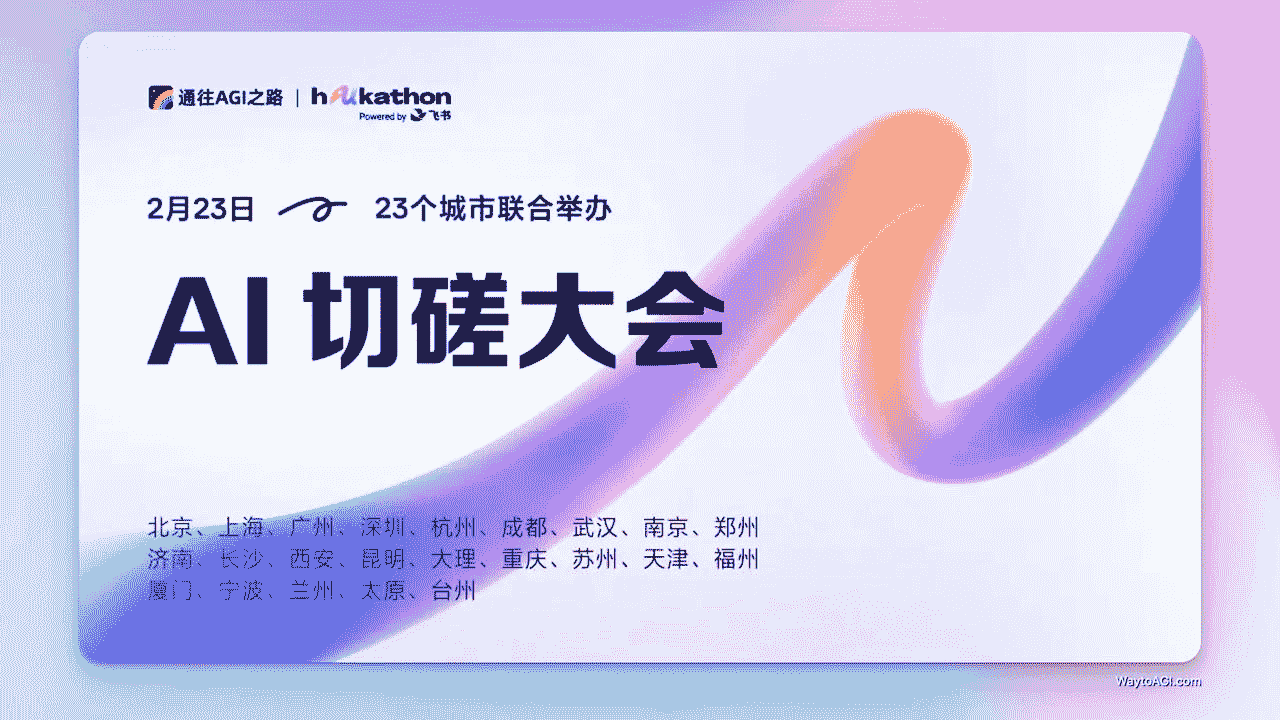 通往AGI之路 | hAkathon
Powered by 飞书
2月23日 23个城市联合举办
AI 切磋大会
北京、上海、广州、深圳、杭州、成都、武汉、南京、郑州
济南、长沙、西安、昆明、大理、重庆、苏州、天津、福州
厦门、宁波、兰州、太原、台州
WaytoAGI.com